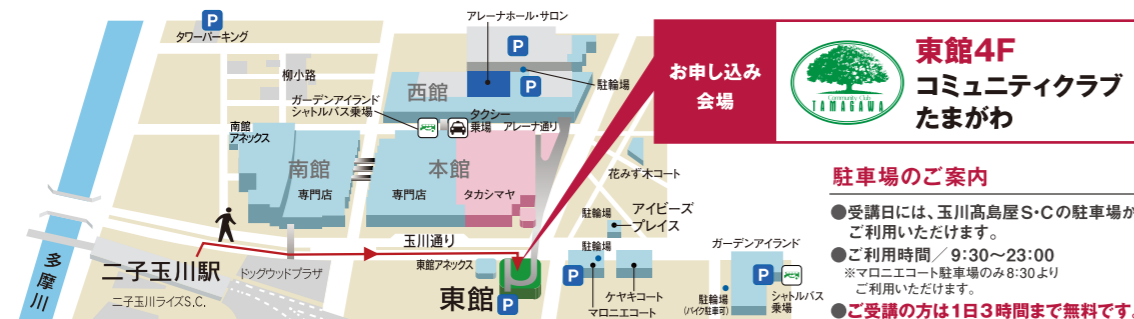 アレーナホール・サロン
P
タワーパーキング
P
柳小路
P
駐輪場
西館
ガーデンアイランド
シャトルバス乗場
タクシー
乗場
アレーナ通り
南館
アネックス
南館
専門店
本館
専門店
タカシマヤ
花みず木コート
駐輪場
アイビーズ
プレイス
玉川通り
多摩川
二子玉川駅
二子玉川ライズS.C.
ドッグウッドプラザ
東館アネックス
東館
P
P
駐輪場
P
ケヤキコート
マロニエコート
ガーデンアイランド
P
駐輪場
(バイク駐車可)
シャトルバス
乗場
お申し込み
会場
Community Club
TAMAGAWA
東館4F
コミュニティクラブ
たまがわ
駐車場のご案内
●受講日には、玉川髙島屋S・Cの駐車場が
ご利用いただけます。
●ご利用時間／9:30～23:00
※マロニエコート駐車場のみ8:30より
ご利用いただけます。
●ご受講の方は1日3時間まで無料です。